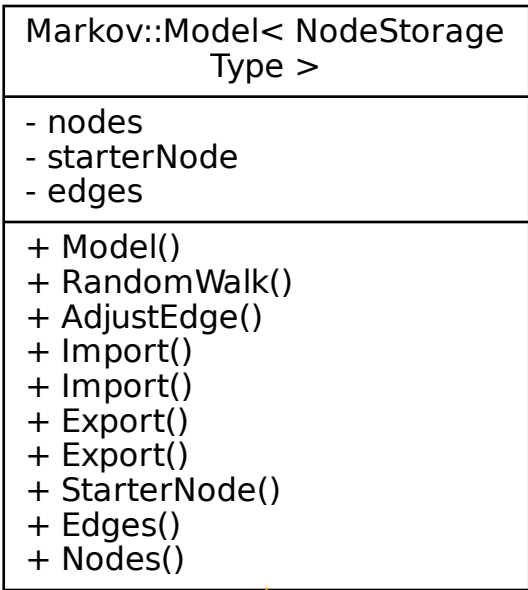 Markov::Model< NodeStorage
Type >
- nodes
- starterNode
- edges
+ Model()
+ RandomWalk()
+ AdjustEdge()
+ Import()
+ Import()
+ Export()
+ Export()
+ StarterNode()
+ Edges()
+ Nodes()